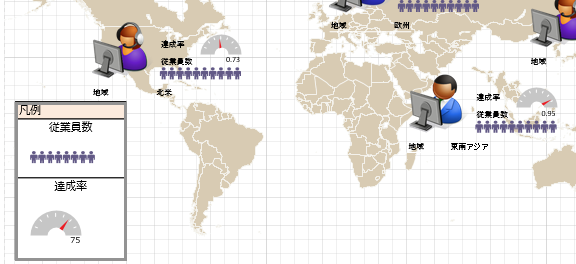 地域 欧州
達成率
0.73
従業員数
地域 北米
地域
達成率
0.95
従業員数
地域 東南アジア
凡例
従業員数
達成率
75